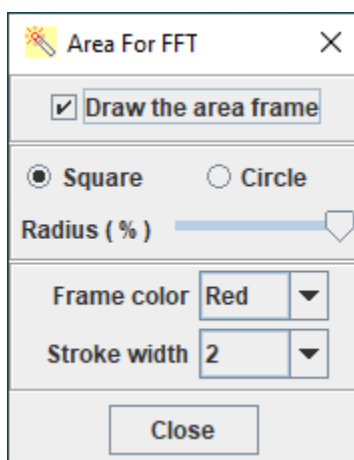 Area For FFT
Draw the area frame
Square Circle
Radius ( % )
Frame color Red
Stroke width 2
Close